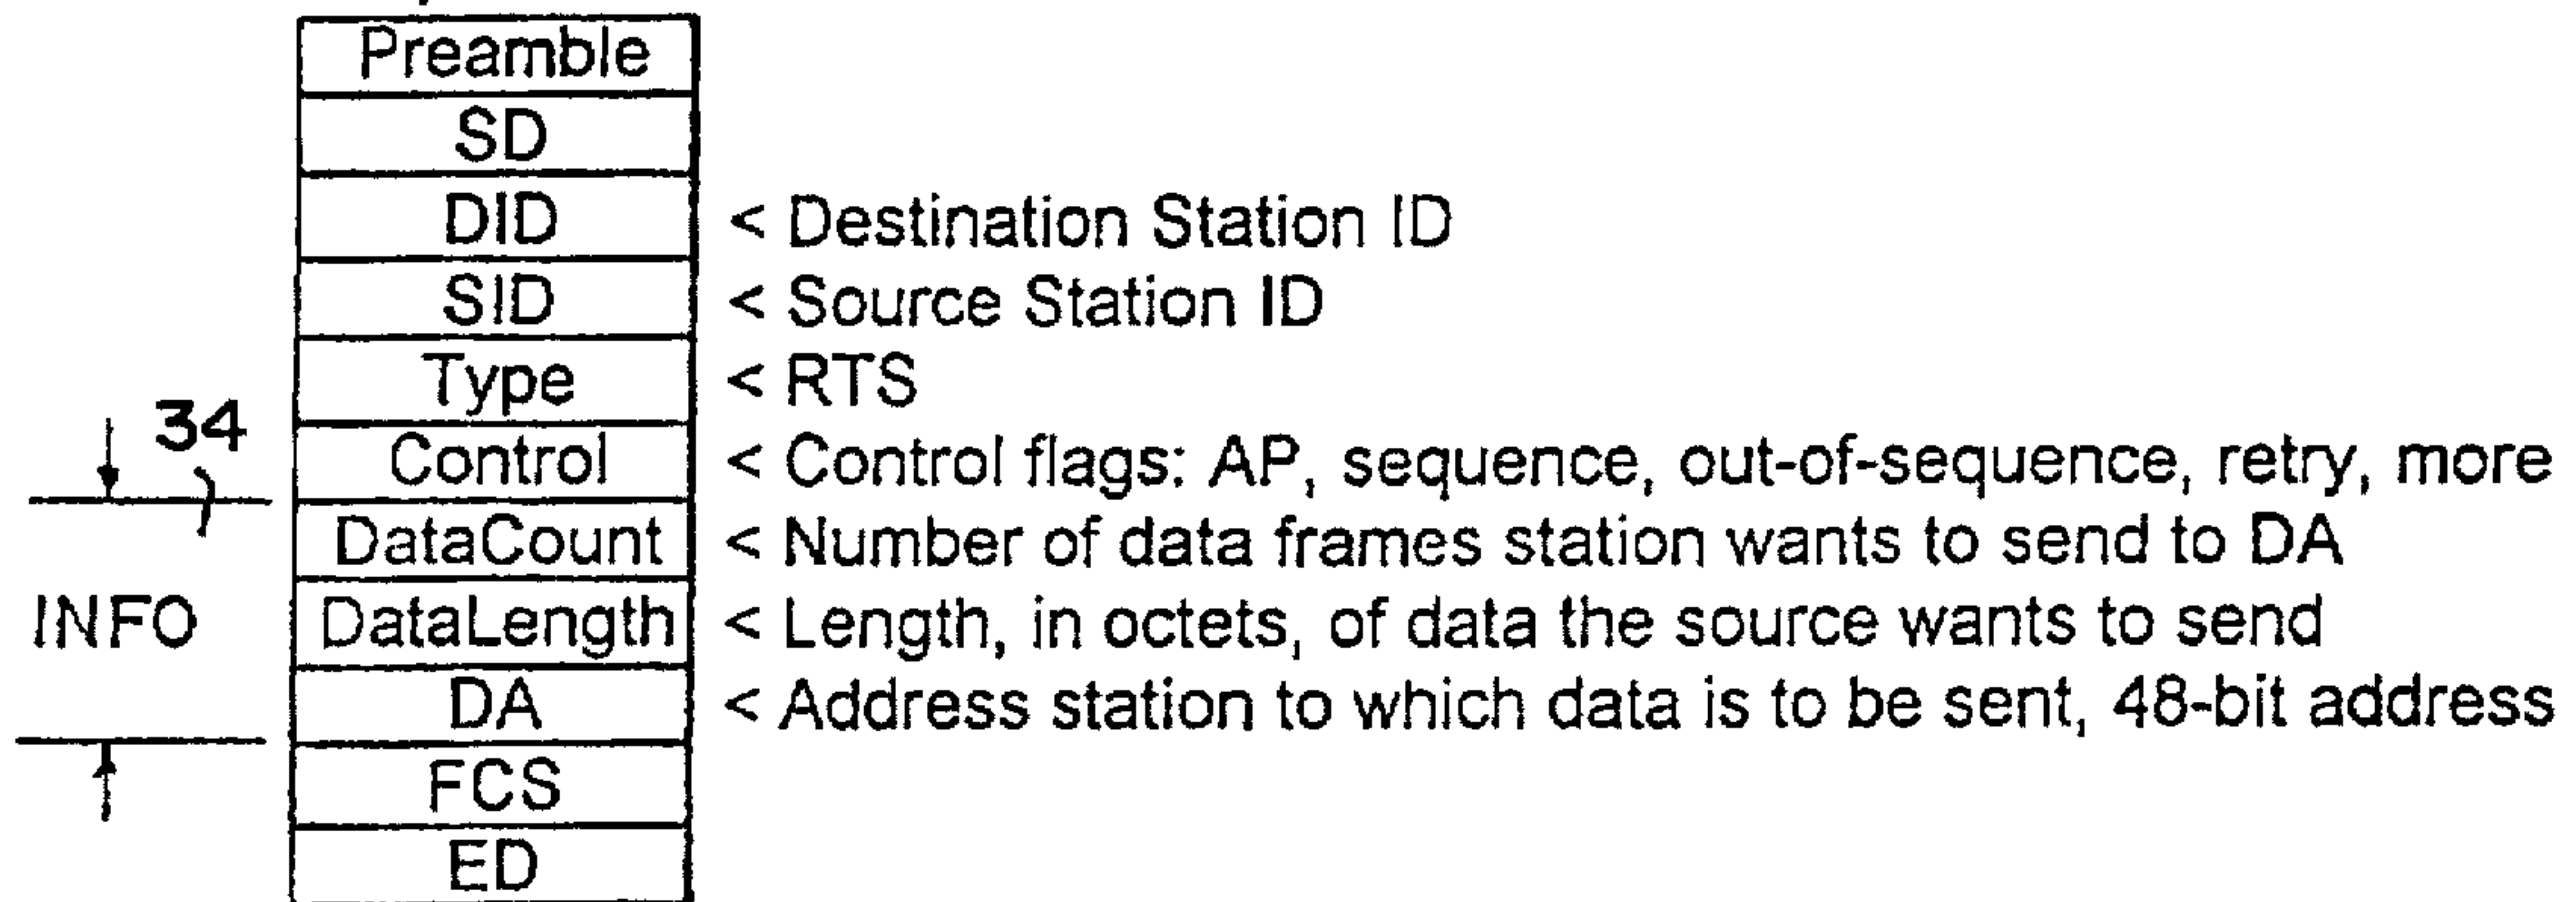 Preamble
SD
DID < Destination Station ID
SID < Source Station ID
Type < RTS
34 Control < Control flags: AP, sequence, out-of-sequence, retry, more
DataCount < Number of data frames station wants to send to DA
INFO DataLength < Length, in octets, of data the source wants to send
DA < Address station to which data is to be sent, 48-bit address
FCS
ED